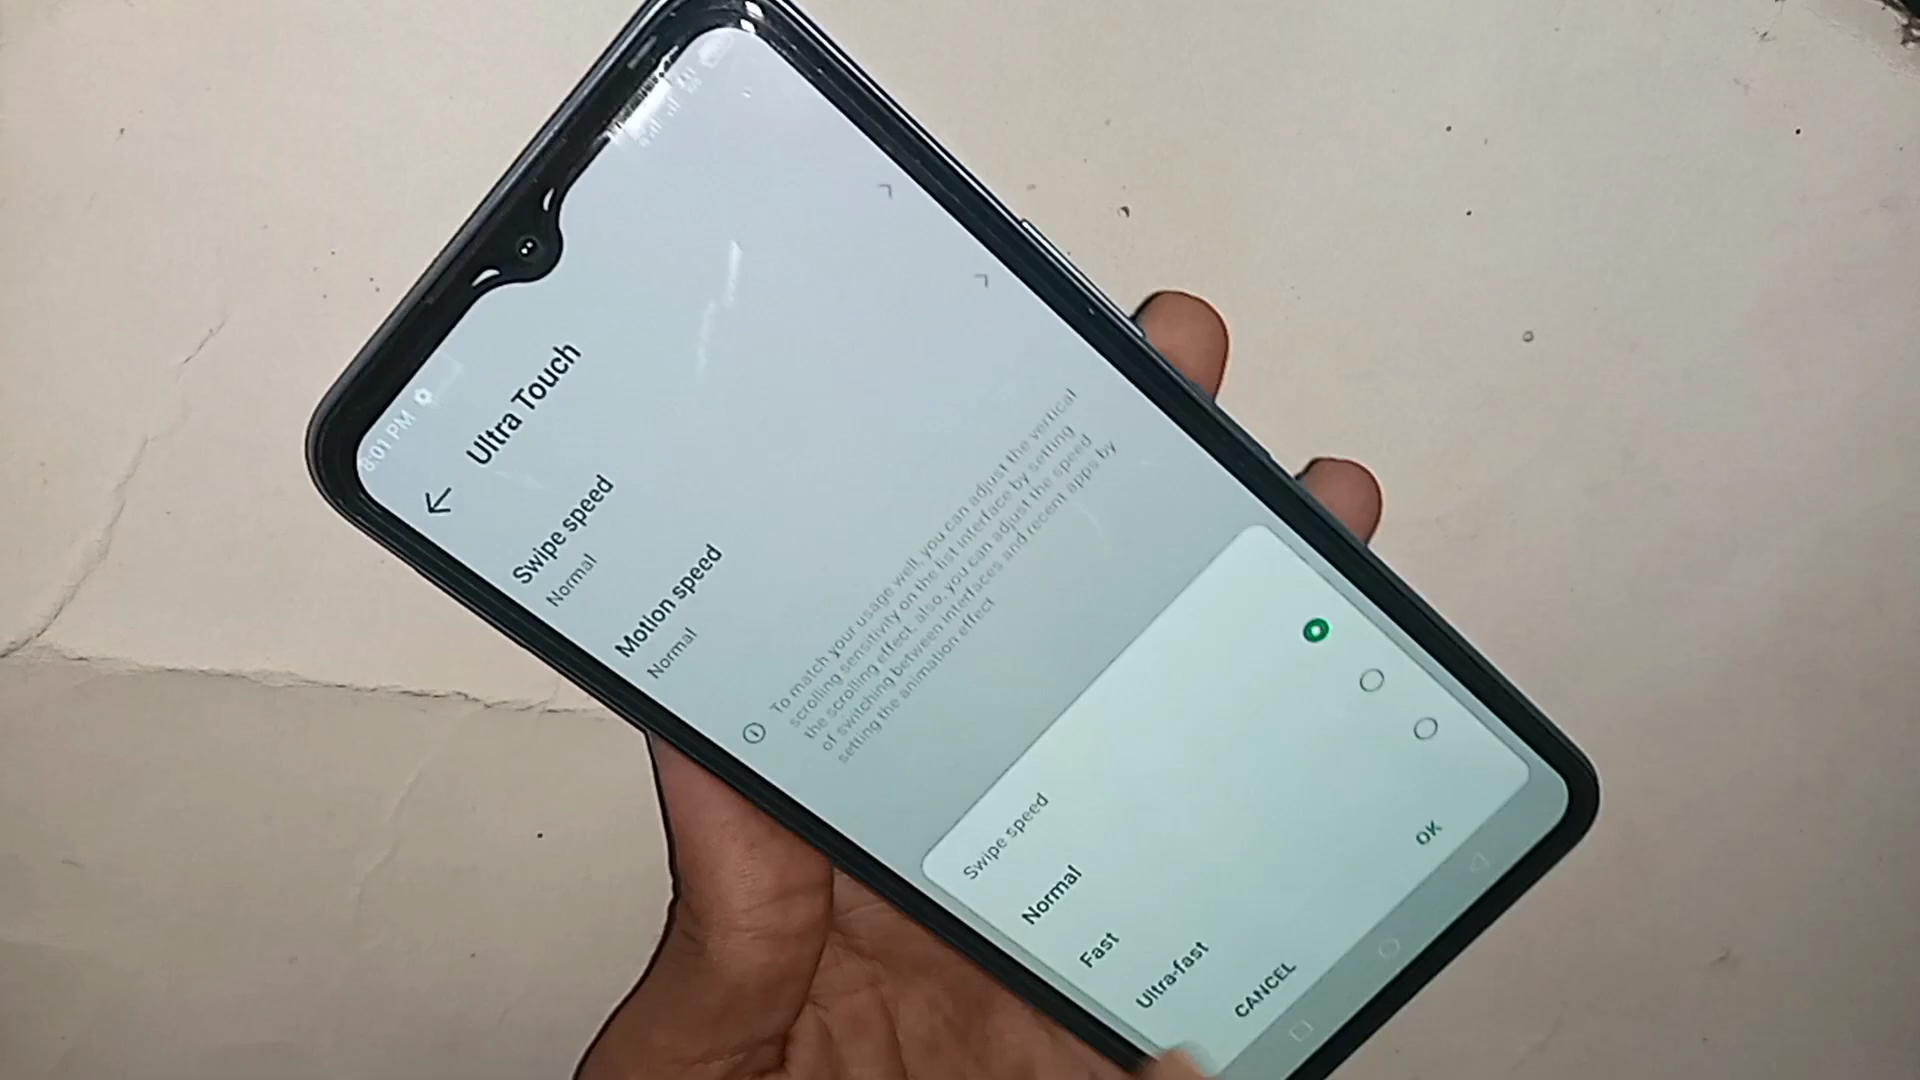 8:01 PM
Ultra Touch
Swipe speed
Normal
Motion speed
Normal
To match your usage well, you can adjust the vertical
scrolling sensitivity on the list interface by setting
the scrolling effect, also, you can adjust the speed
of switching between interfaces and recent apps by
setting the animation effect
Swipe speed
Normal
Fast
Ultra-fast
CANCEL
OK